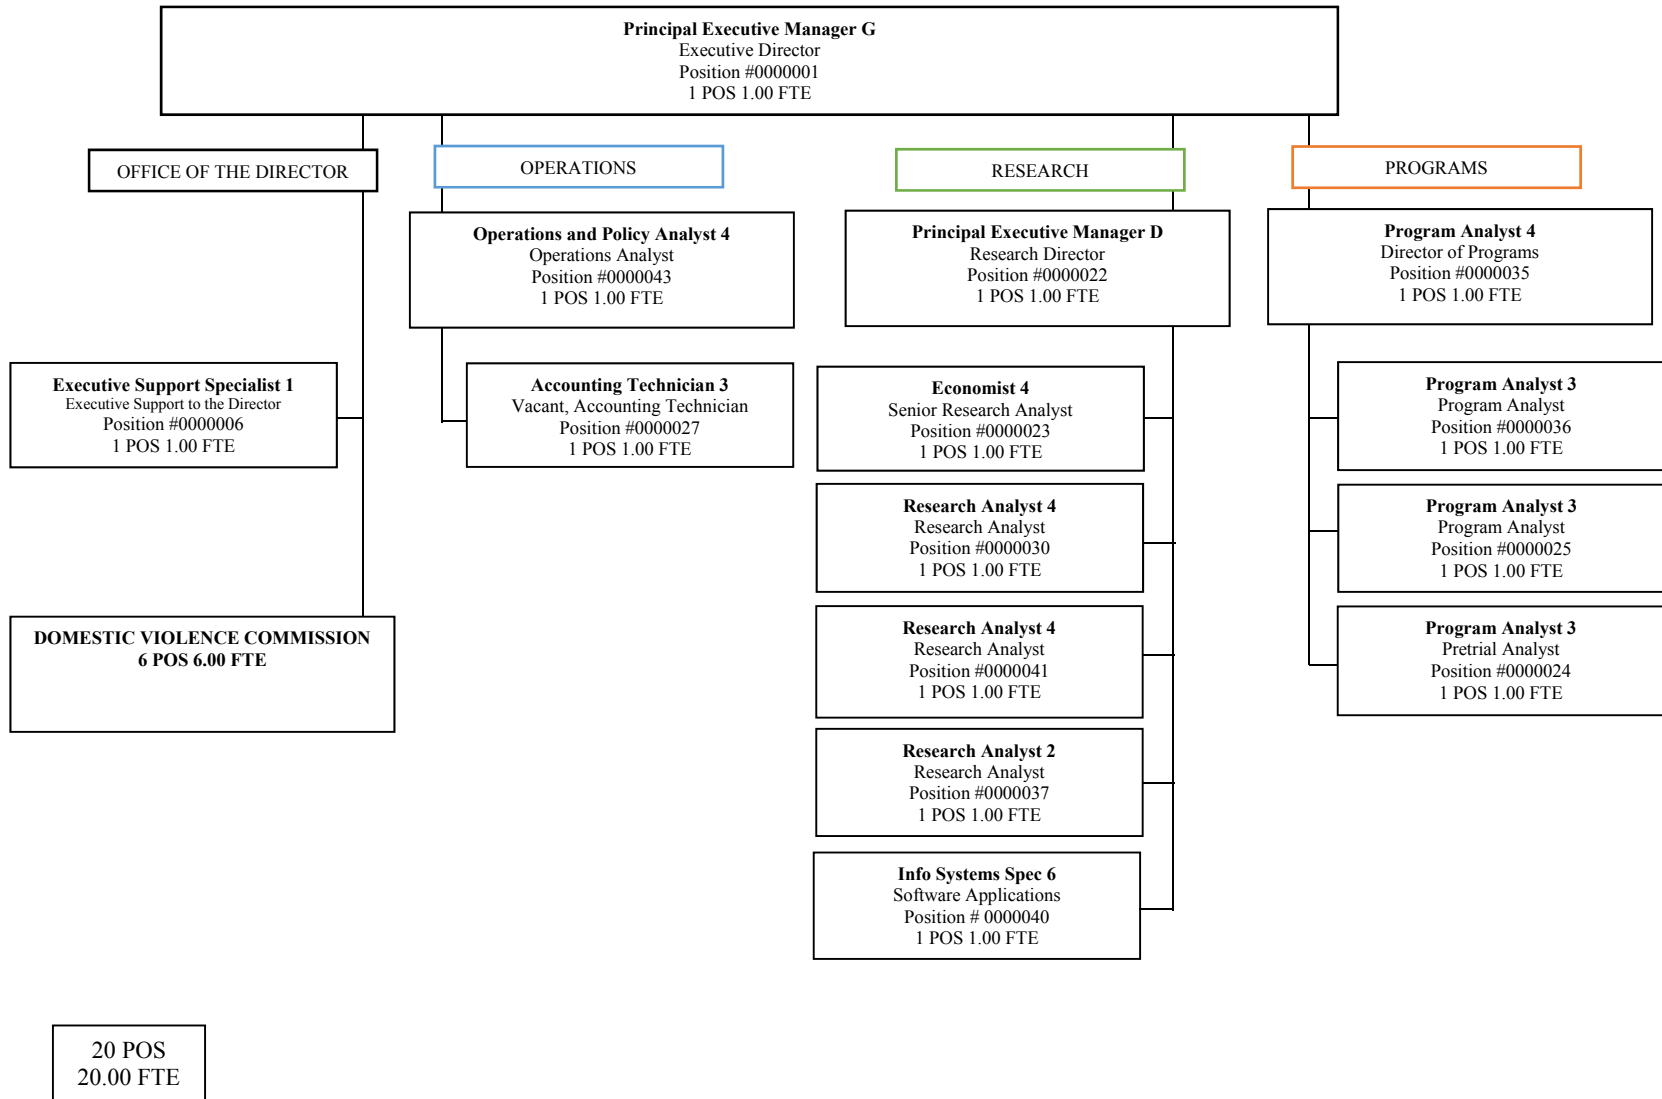 Principal Executive Manager G
Executive Director
Position #0000001
1 POS 1.00 FTE
OFFICE OF THE DIRECTOR
OPERATIONS
RESEARCH
PROGRAMS
Operations and Policy Analyst 4
Operations Analyst
Position #0000043
1 POS 1.00 FTE
Principal Executive Manager D
Research Director
Position #0000022
1 POS 1.00 FTE
Program Analyst 4
Director of Programs
Position #0000035
1 POS 1.00 FTE
Executive Support Specialist 1
Executive Support to the Director
Position #0000006
1 POS 1.00 FTE
Accounting Technician 3
Vacant, Accounting Technician
Position #0000027
1 POS 1.00 FTE
Economist 4
Senior Research Analyst
Position #0000023
1 POS 1.00 FTE
Program Analyst 3
Program Analyst
Position #0000036
1 POS 1.00 FTE
Research Analyst 4
Research Analyst
Position #0000030
1 POS 1.00 FTE
Program Analyst 3
Program Analyst
Position #0000025
1 POS 1.00 FTE
DOMESTIC VIOLENCE COMMISSION
6 POS 6.00 FTE
Research Analyst 4
Research Analyst
Position #0000041
1 POS 1.00 FTE
Program Analyst 3
Pretrial Analyst
Position #0000024
1 POS 1.00 FTE
Research Analyst 2
Research Analyst
Position #0000037
1 POS 1.00 FTE
Info Systems Spec 6
Software Applications
Position # 0000040
1 POS 1.00 FTE
20 POS
20.00 FTE